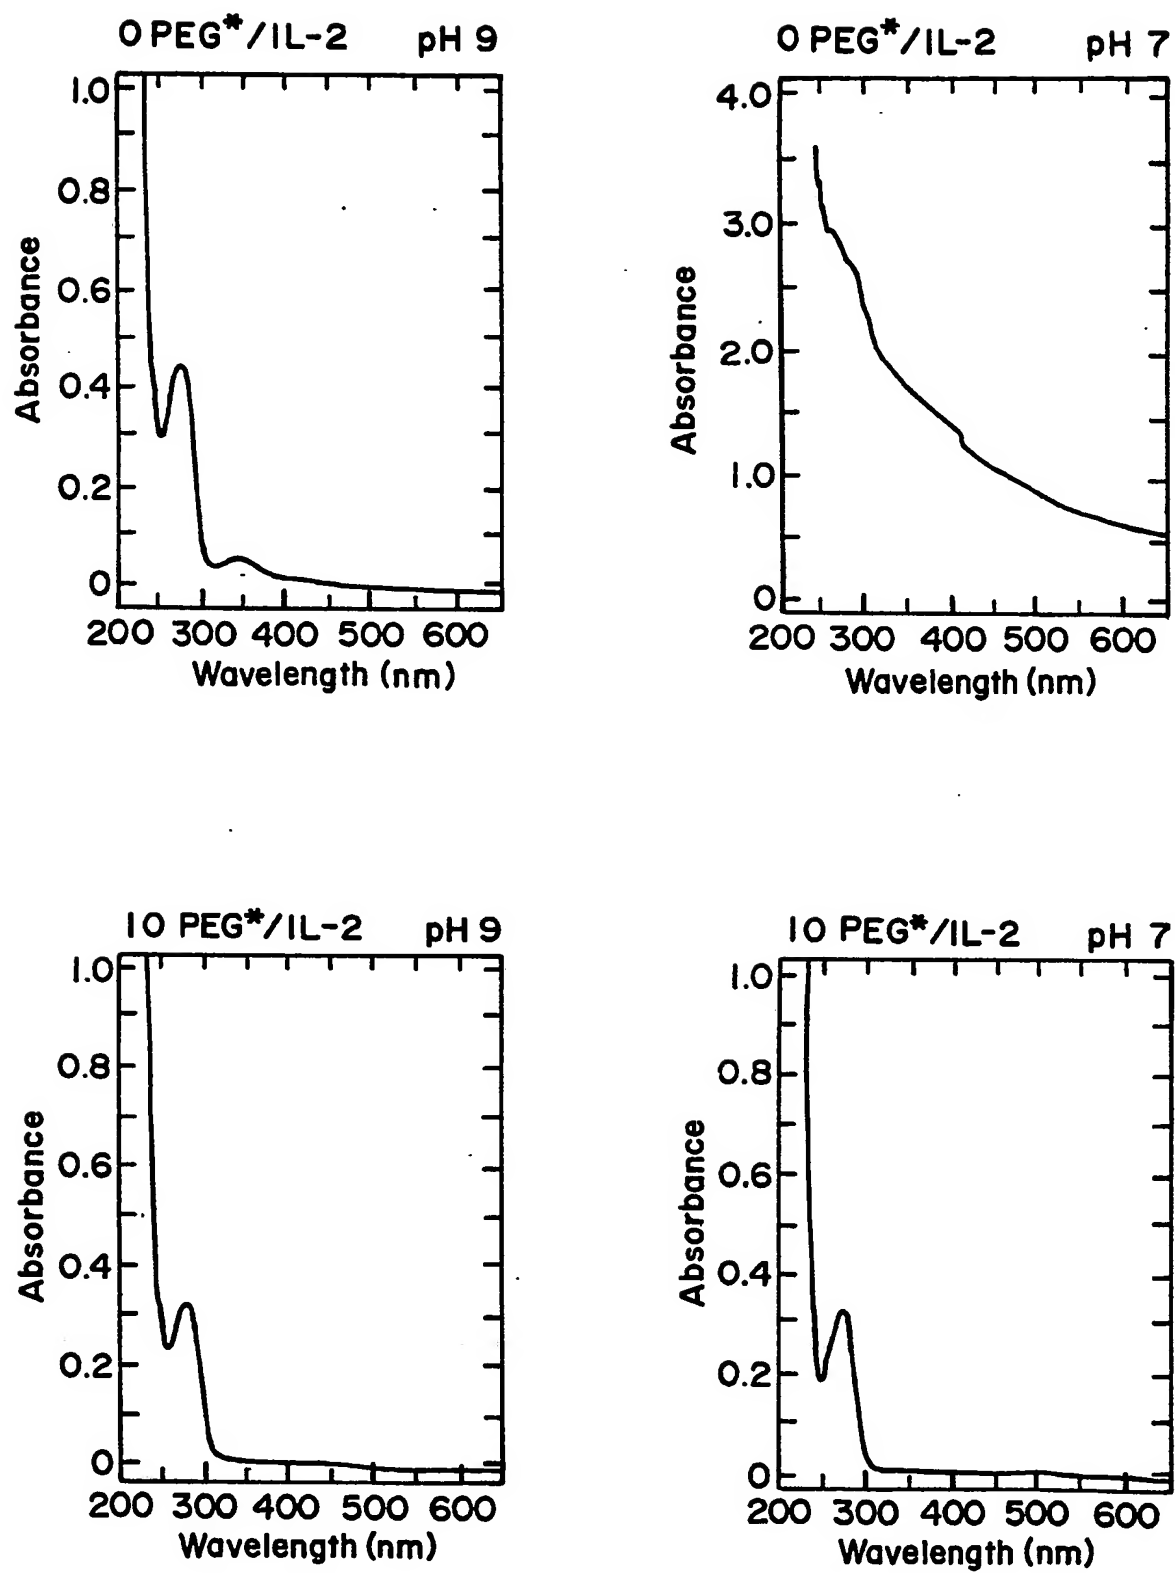 0 PEG*/IL-2 pH 9
1.0
0.8
0.6
0.4
0.2
0
Absorbance
200 300 400 500 600
Wavelength (nm)
0 PEG*/IL-2 pH 7
4.0
3.0
2.0
1.0
0
Absorbance
200 300 400 500 600
Wavelength (nm)
10 PEG*/IL-2 pH 9
1.0
0.8
0.6
0.4
0.2
0
Absorbance
200 300 400 500 600
Wavelength (nm)
10 PEG*/IL-2 pH 7
1.0
0.8
0.6
0.4
0.2
0
Absorbance
200 300 400 500 600
Wavelength (nm)